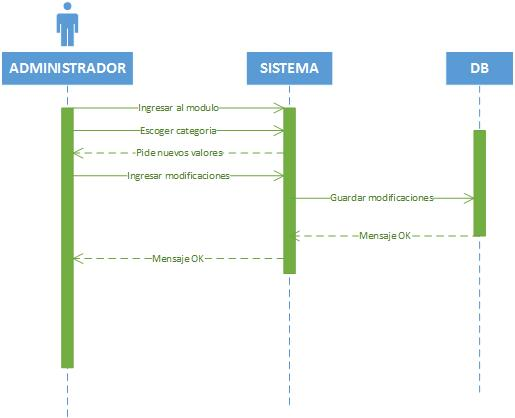 ADMINISTRADOR
SISTEMA
DB
Ingresar al modulo
Escoger categoria
Pide nuevos valores
Ingresar modificaciones
Guardar modificaciones
Mensaje OK
Mensaje OK